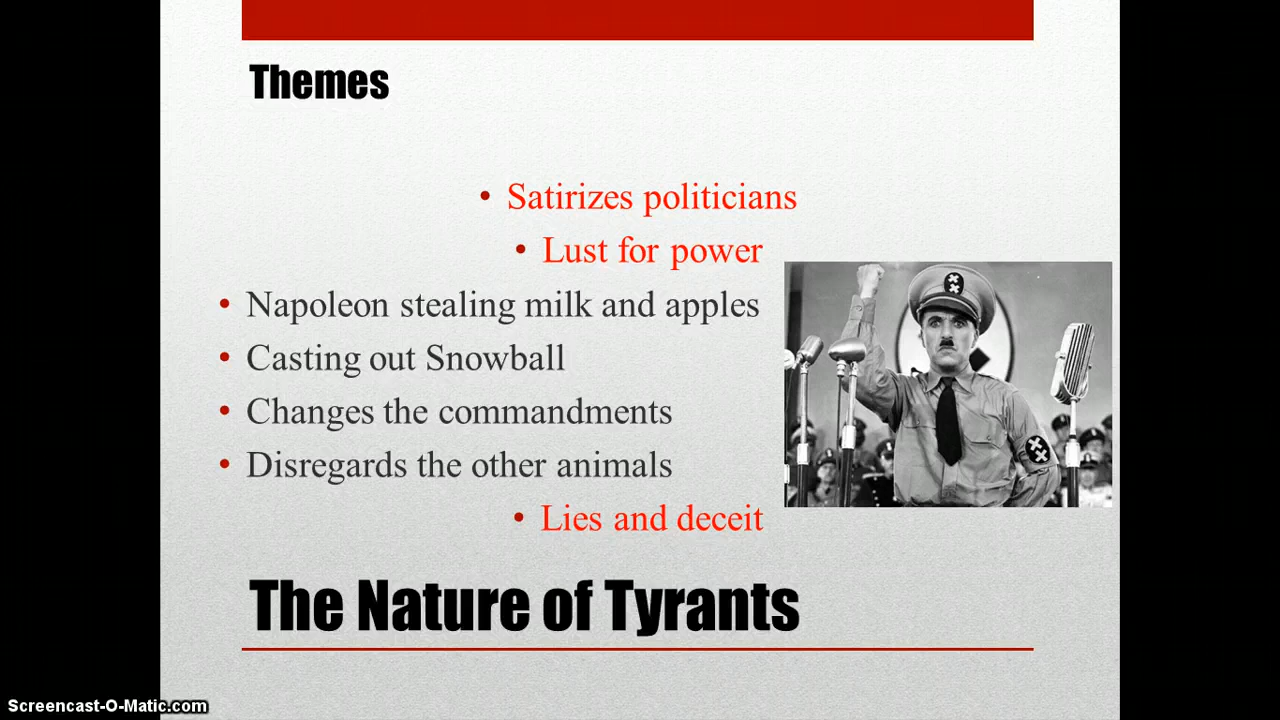 Themes
• Satirizes politicians
• Lust for power
• Napoleon stealing milk and apples
• Casting out Snowball
• Changes the commandments
• Disregards the other animals
• Lies and deceit
The Nature of Tyrants
Screencast-O-Matic.com